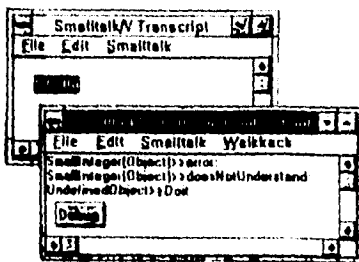 Smalltalk/V Transcript
File Edit Smalltalk
File Edit Smalltalk Walkback
SmallInteger(Object)>>error:
SmallInteger(Object)>>doesNotUnderstand:
UndefinedObject>>Doit
Debug